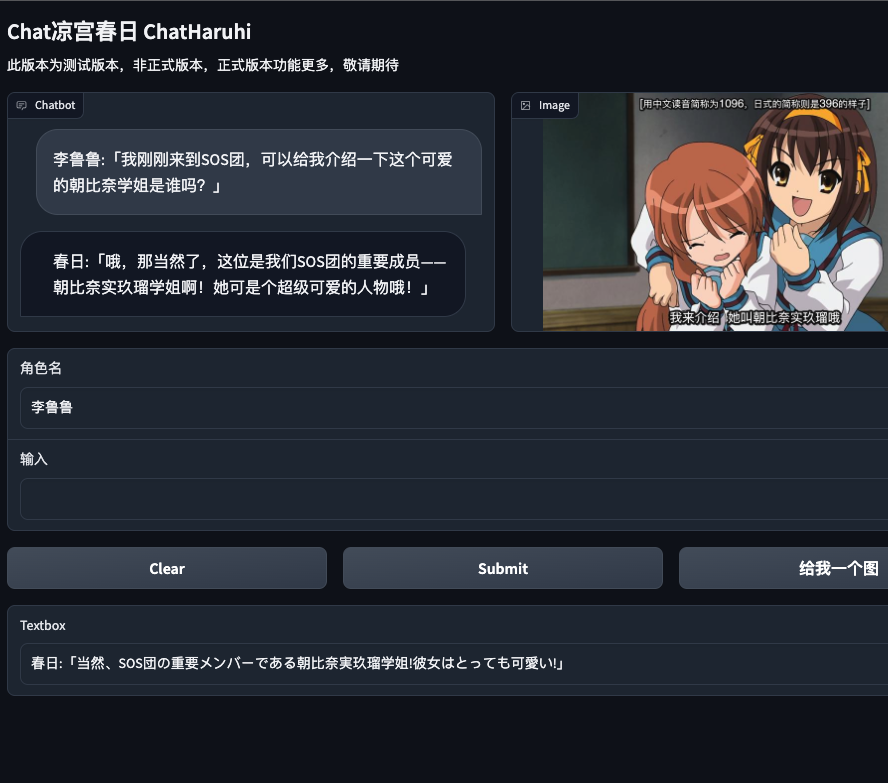 Chat凉宫春日 ChatHaruhi
此版本为测试版本，非正式版本，正式版本功能更多，敬请期待
Chatbot
李鲁鲁:「我刚刚来到SOS团，可以给我介绍一下这个可爱
的朝比奈学姐是谁吗？」
春日:「哦，那当然了，这位是我们SOS团的重要成员——
朝比奈实玖瑠学姐啊！她可是个超级可爱的人物哦！」
Image
[用中文读音简称为1096，日式的简称则是396的样子]
我来介绍 她叫朝比奈实玖瑠哦
角色名
李鲁鲁
输入
Clear
Submit
给我一个图
Textbox
春日:「当然、SOS団の重要メンバーである朝比奈実玖瑠学姐!彼女はとっても可愛い!」